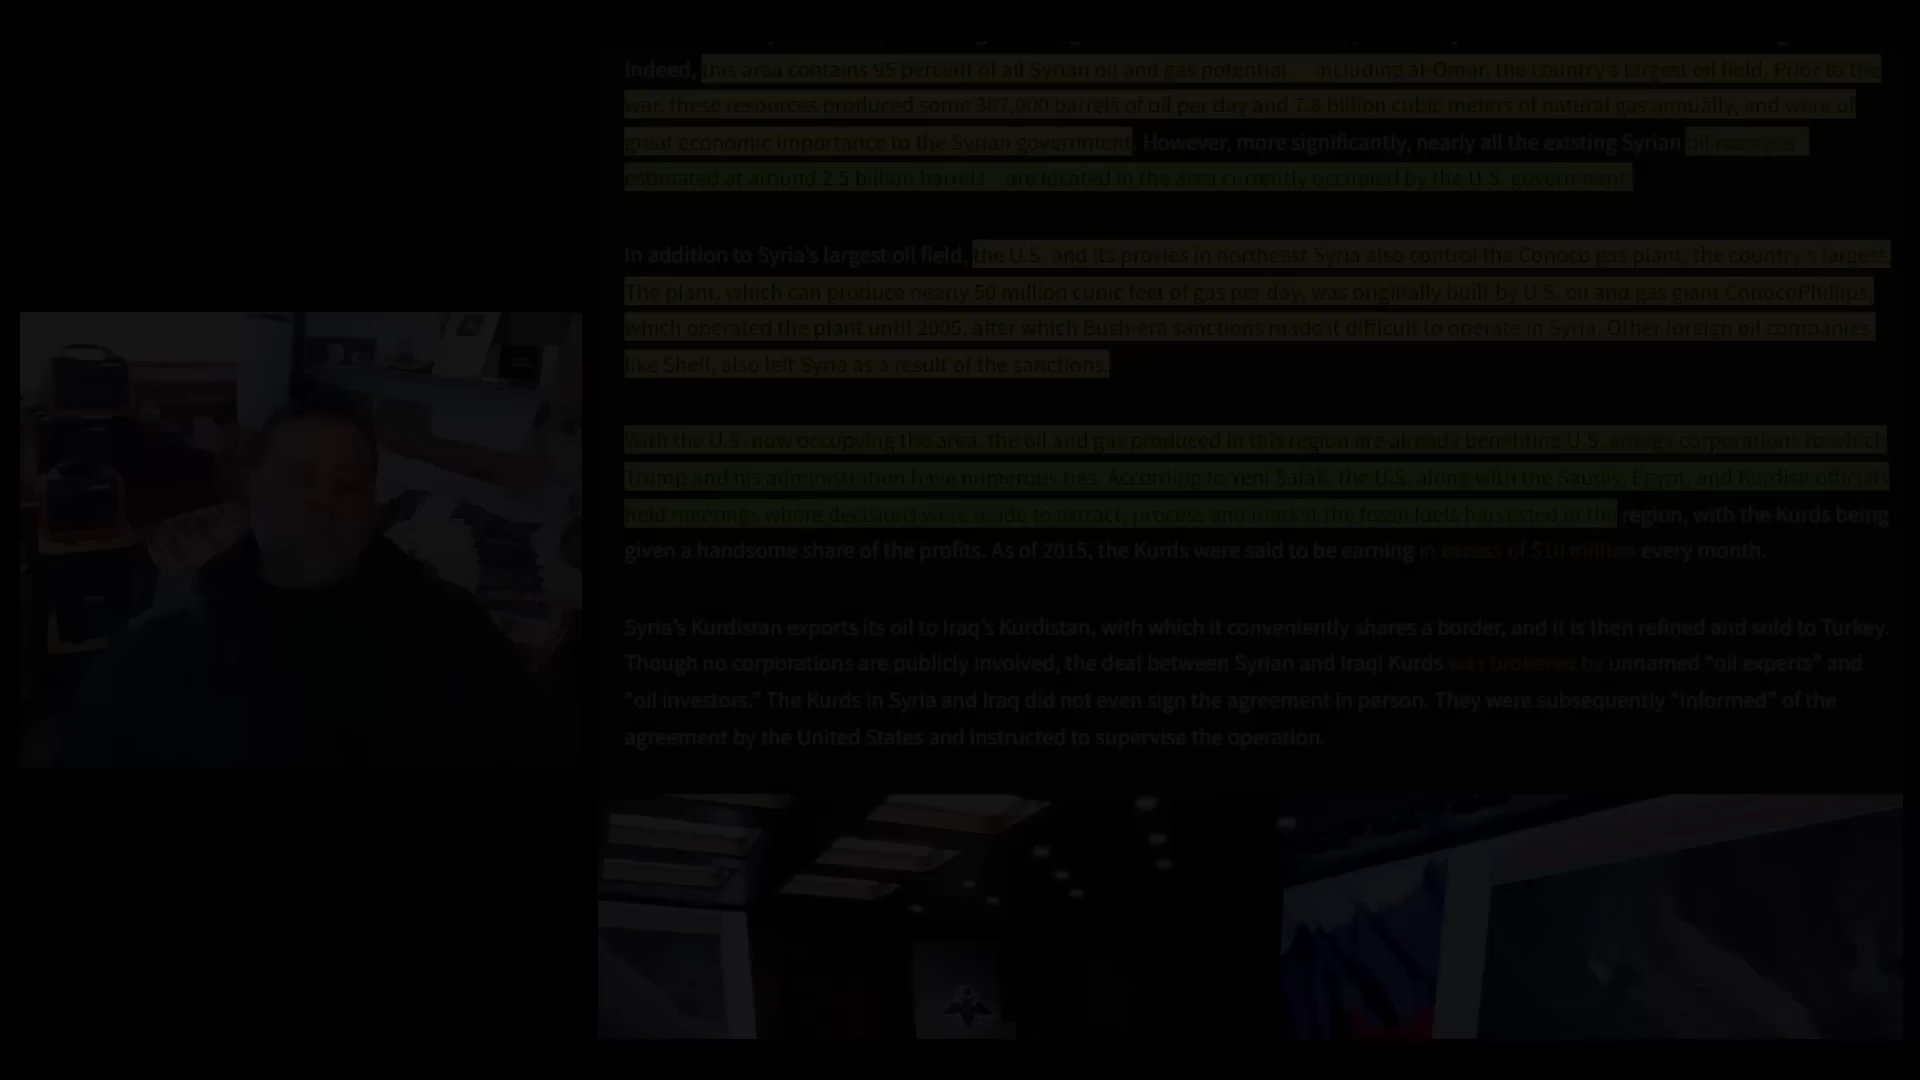 Indeed, this area contains 95 percent of all Syrian oil and gas potential — including al-Omar, the country's largest oil field. Prior to the
war, these resources produced some 387,000 barrels of oil per day and 7.8 billion cubic meters of natural gas annually, and were of
great economic importance to the Syrian government. However, more significantly, nearly all the existing Syrian oil reserves –
estimated at around 2.5 billion barrels – are located in the area currently occupied by the U.S. government.
In addition to Syria's largest oil field, the U.S. and its proxies in northeast Syria also control the Conoco gas plant, the country's largest.
The plant, which can produce nearly 50 million cubic feet of gas per day, was originally built by U.S. oil and gas giant ConocoPhillips,
which operated the plant until 2005, after which Bush-era sanctions made it difficult to operate in Syria. Other foreign oil companies,
like Shell, also left Syria as a result of the sanctions.
With the U.S. now occupying the area, the oil and gas produced in this region are already benefiting U.S. energy corporations to which
Trump and his administration have numerous ties. According to Yeni Şafak, the U.S. along with the Saudis, Egypt, and Kurdish officials
held meetings where decisions were made to extract, process and market the fossil fuels harvested in the region, with the Kurds being
given a handsome share of the profits. As of 2015, the Kurds were said to be earning in excess of $10 million every month.
Syria's Kurdistan exports its oil to Iraq's Kurdistan, with which it conveniently shares a border, and it is then refined and sold to Turkey.
Though no corporations are publicly involved, the deal between Syrian and Iraqi Kurds was brokered by unnamed "oil experts" and
"oil investors." The Kurds in Syria and Iraq did not even sign the agreement in person. They were subsequently "informed" of the
agreement by the United States and instructed to supervise the operation.